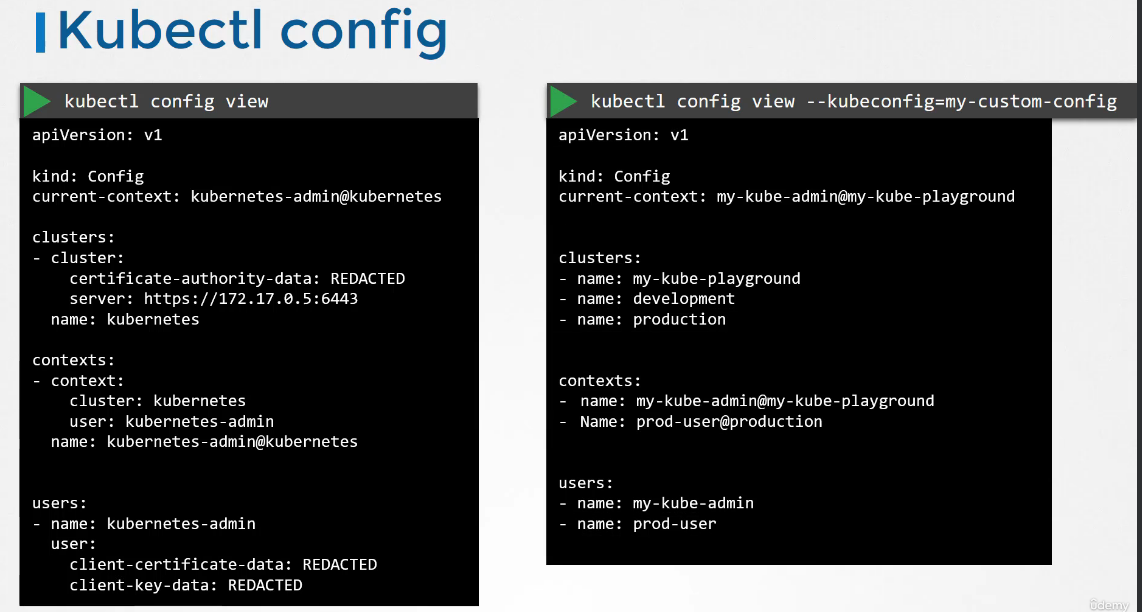 Kubectl config
kubectl config view
apiVersion: v1
kind: Config
current-context: kubernetes-admin@kubernetes
clusters:
- cluster:
certificate-authority-data: REDACTED
server: https://172.17.0.5:6443
name: kubernetes
contexts:
- context:
cluster: kubernetes
user: kubernetes-admin
name: kubernetes-admin@kubernetes
users:
- name: kubernetes-admin
user:
client-certificate-data: REDACTED
client-key-data: REDACTED
kubectl config view --kubeconfig=my-custom-config
apiVersion: v1
kind: Config
current-context: my-kube-admin@my-kube-playground
clusters:
- name: my-kube-playground
- name: development
- name: production
contexts:
- name: my-kube-admin@my-kube-playground
- Name: prod-user@production
users:
- name: my-kube-admin
- name: prod-user
ûdemy